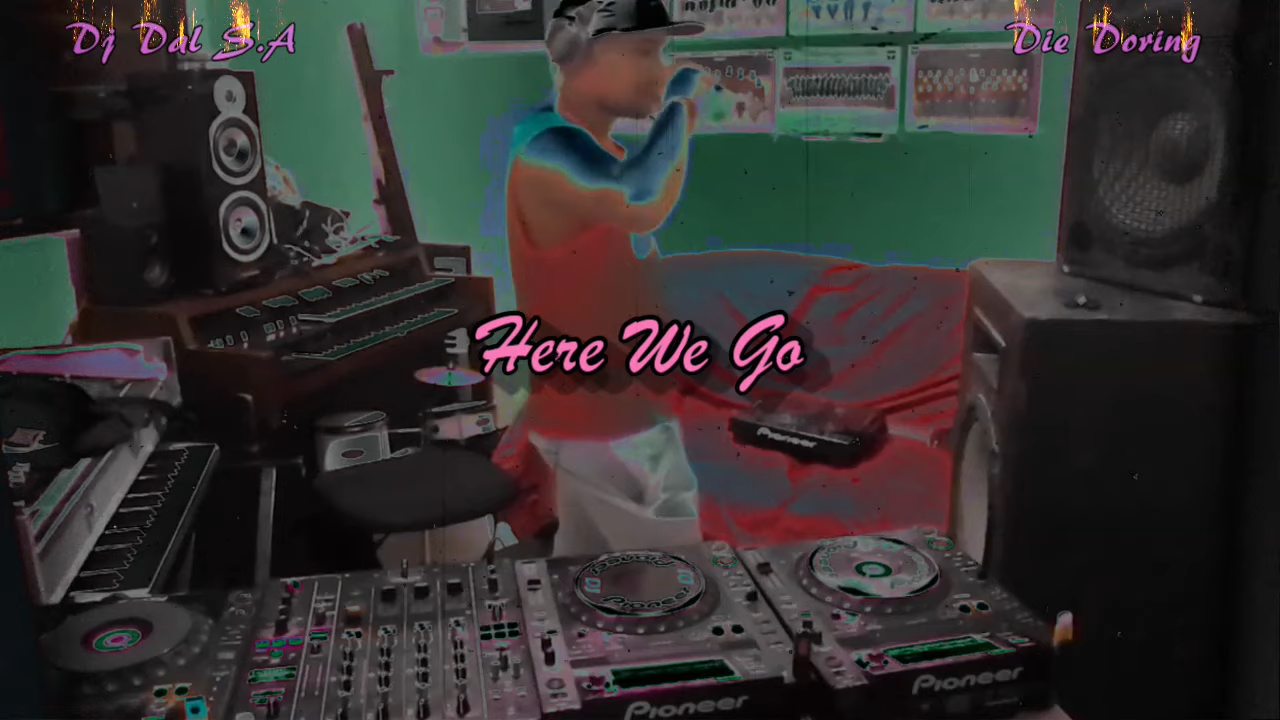 Dj Dal S.A
Die Doring
Here We Go
Pioneer
Pioneer
Pioneer
Pioneer